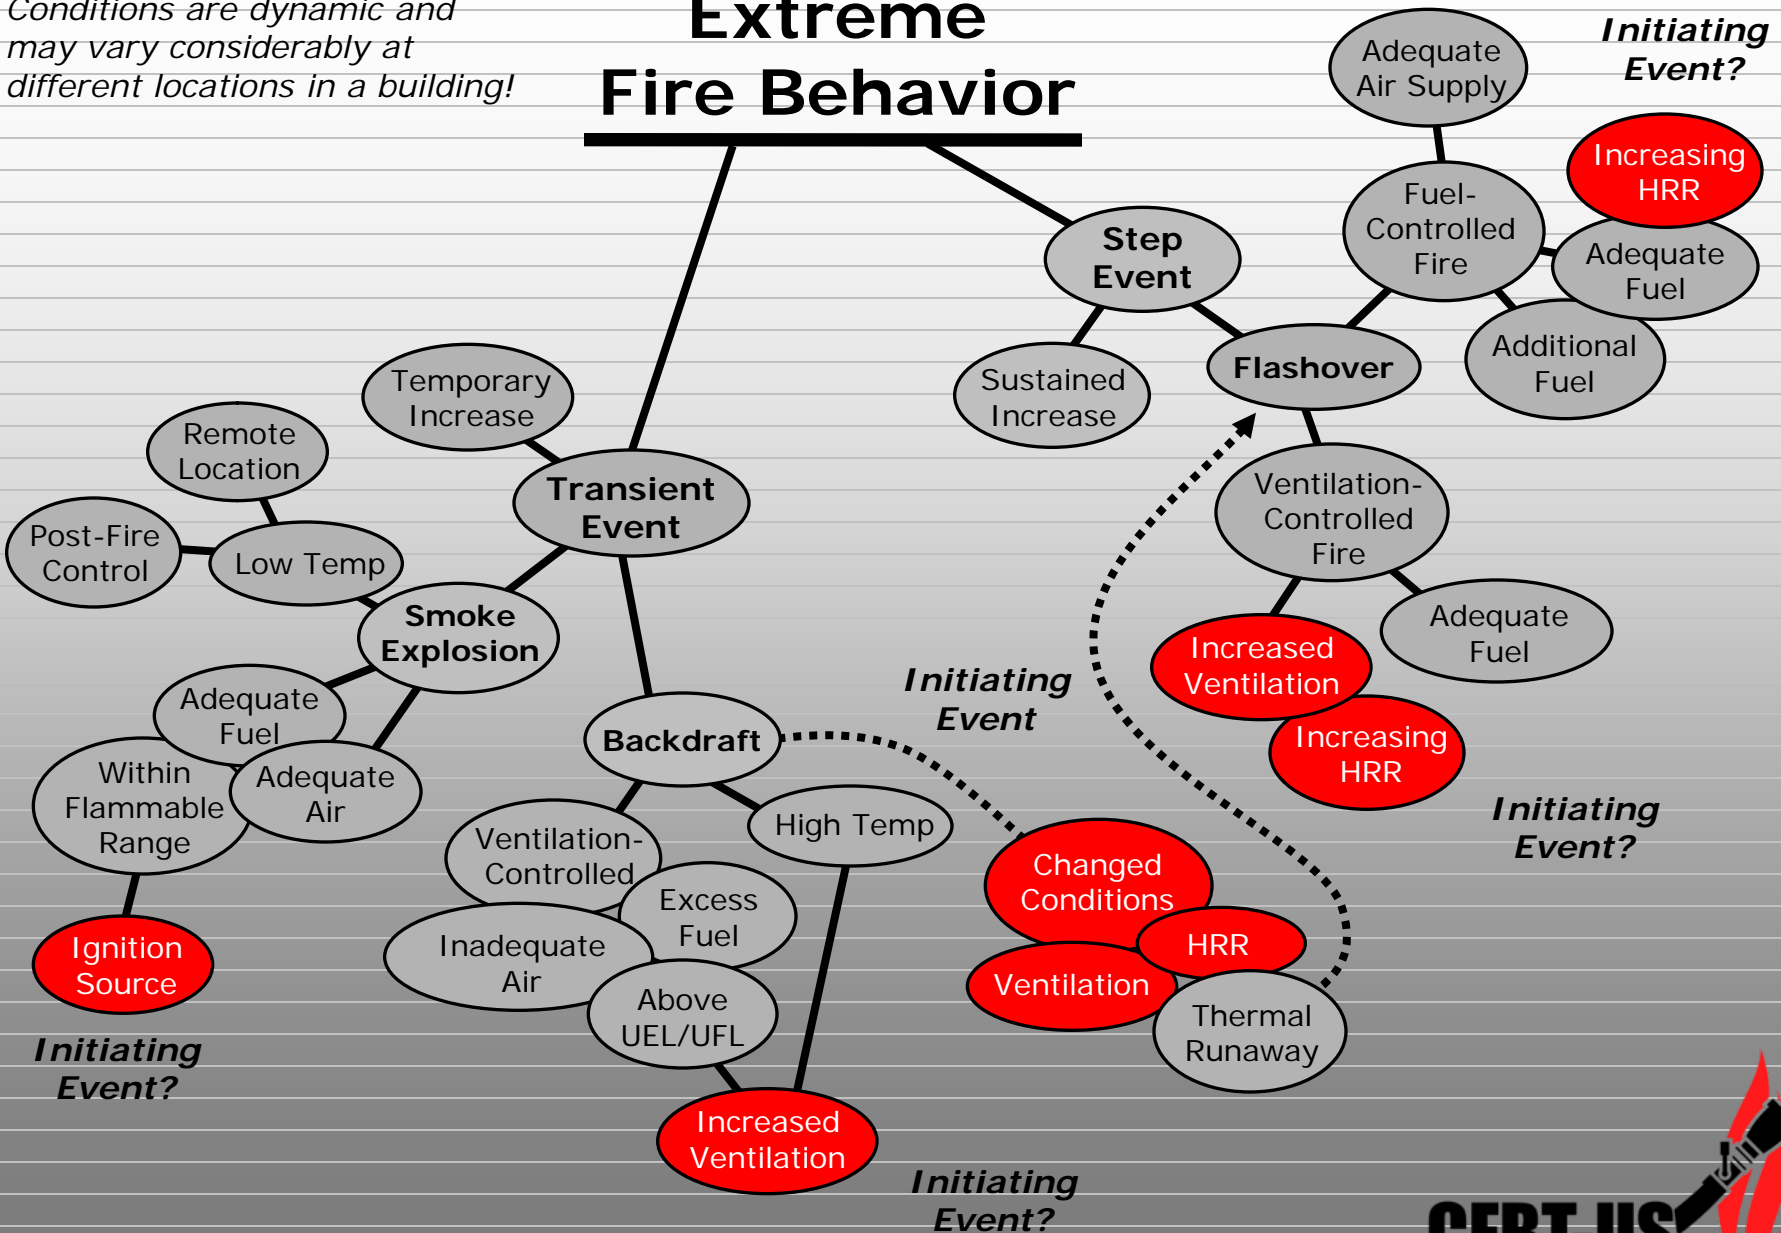 Conditions are dynamic and
may vary considerably at
different locations in a building!
Extreme
Fire Behavior
Initiating
Event?
Adequate
Air Supply
Increasing
HRR
Fuel-
Controlled
Fire
Adequate
Fuel
Additional
Fuel
Step
Event
Sustained
Increase
Flashover
Ventilation-
Controlled
Fire
Adequate
Fuel
Increased
Ventilation
Increasing
HRR
Initiating
Event?
Temporary
Increase
Transient
Event
Remote
Location
Post-Fire
Control
Low Temp
Smoke
Explosion
Adequate
Fuel
Within
Flammable
Range
Adequate
Air
Ignition
Source
Initiating
Event?
Backdraft
Ventilation-
Controlled
High Temp
Excess
Fuel
Inadequate
Air
Above
UEL/UFL
Increased
Ventilation
Initiating
Event?
Initiating
Event
Changed
Conditions
HRR
Ventilation
Thermal
Runaway
CFBT-US